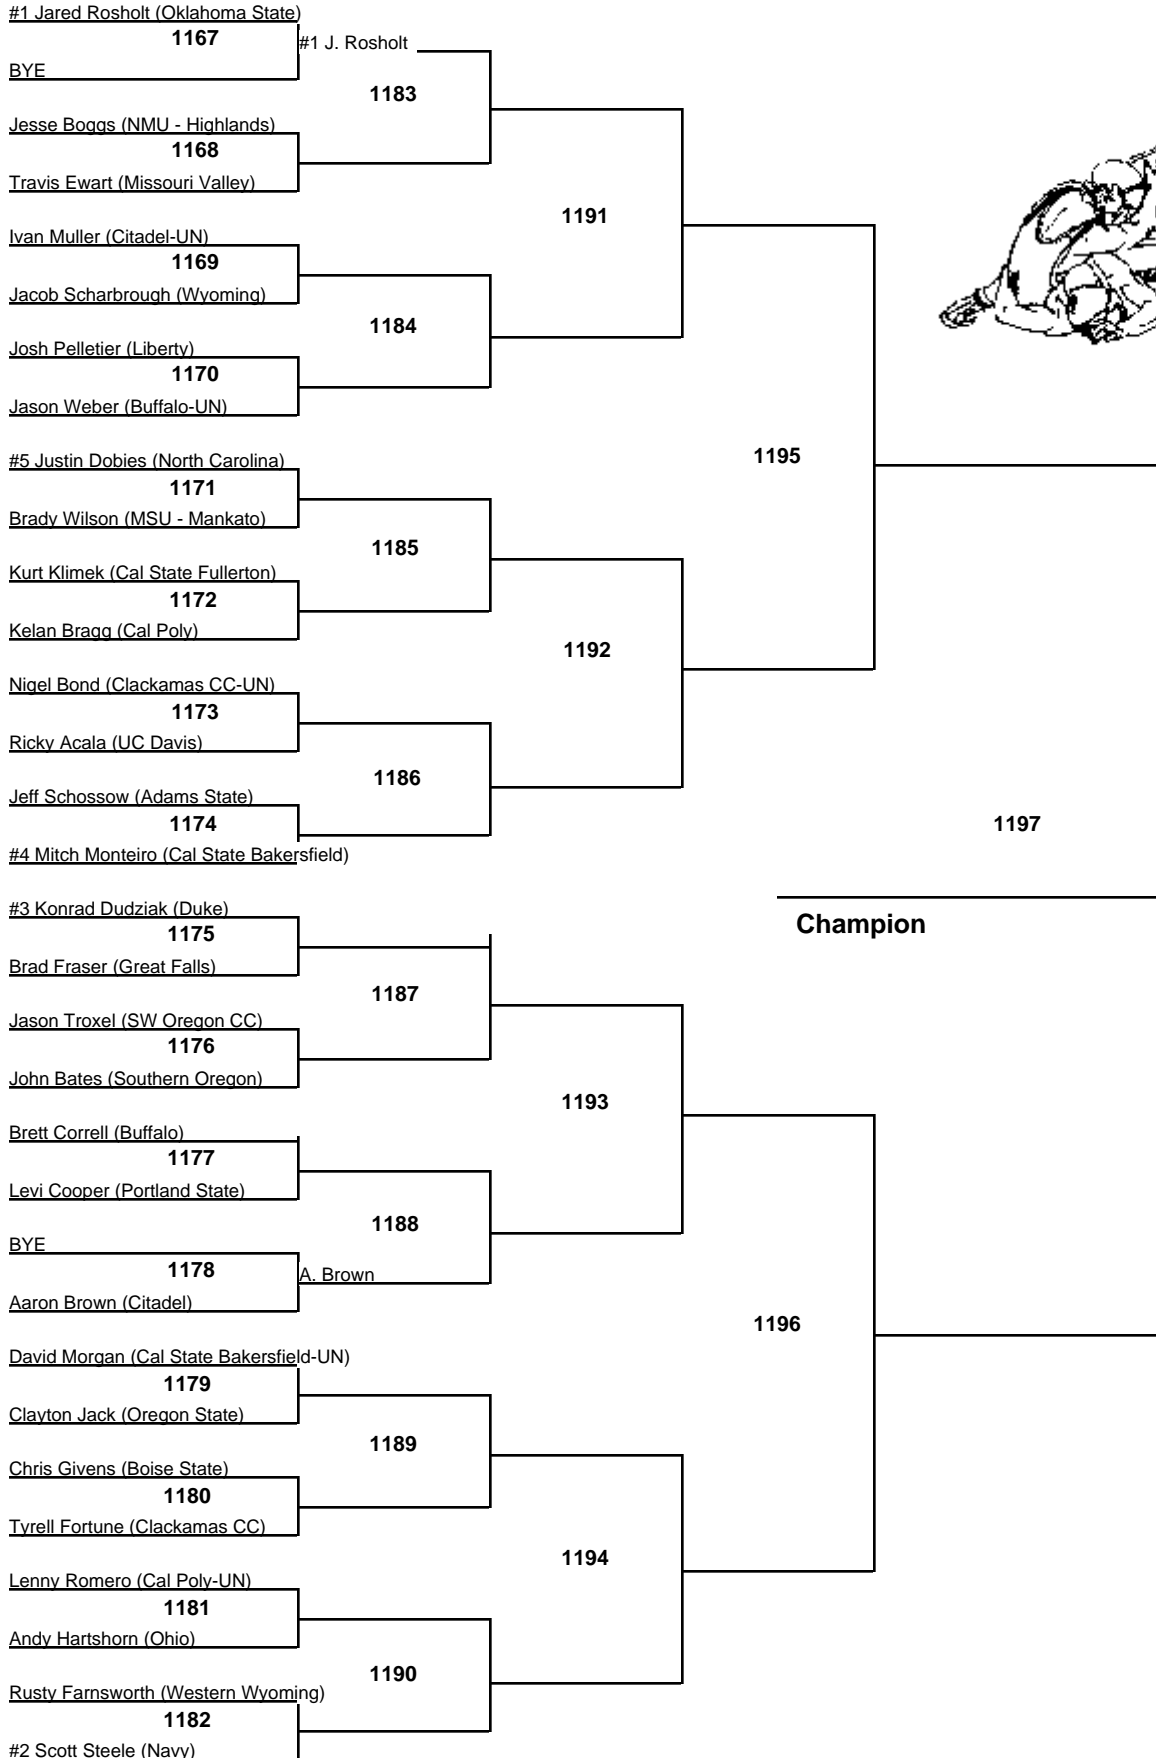 #1 Jared Rosholt (Oklahoma State)
1167
#1 J. Rosholt
BYE
1183
Jesse Boggs (NMU - Highlands)
1168
Travis Ewart (Missouri Valley)
1191
Ivan Muller (Citadel-UN)
1169
Jacob Scharbrough (Wyoming)
1184
Josh Pelletier (Liberty)
1170
Jason Weber (Buffalo-UN)
1195
#5 Justin Dobies (North Carolina)
1171
Brady Wilson (MSU - Mankato)
1185
Kurt Klimek (Cal State Fullerton)
1172
Kelan Bragg (Cal Poly)
1192
Nigel Bond (Clackamas CC-UN)
1173
Ricky Acala (UC Davis)
1186
Jeff Schossow (Adams State)
1174
1197
#4 Mitch Monteiro (Cal State Bakersfield)
#3 Konrad Dudziak (Duke)
Champion
1175
Brad Fraser (Great Falls)
1187
Jason Troxel (SW Oregon CC)
1176
John Bates (Southern Oregon)
1193
Brett Correll (Buffalo)
1177
Levi Cooper (Portland State)
1188
BYE
1178
A. Brown
Aaron Brown (Citadel)
1196
David Morgan (Cal State Bakersfield-UN)
1179
Clayton Jack (Oregon State)
1189
Chris Givens (Boise State)
1180
Tyrell Fortune (Clackamas CC)
1194
Lenny Romero (Cal Poly-UN)
1181
Andy Hartshorn (Ohio)
1190
Rusty Farnsworth (Western Wyoming)
1182
#2 Scott Steele (Navy)